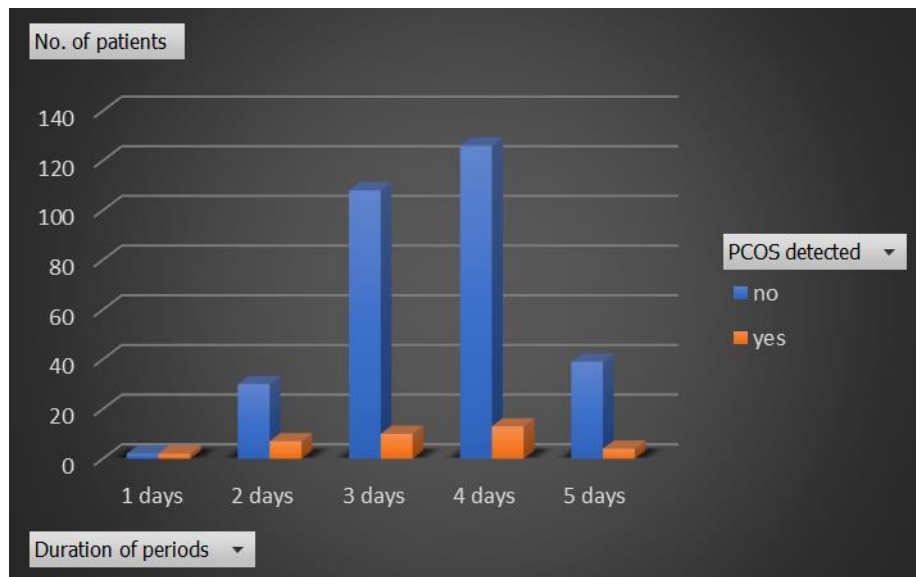 No. of patients
140
120
100
80
60
40
20
0
1 days 2 days 3 days 4 days 5 days
PCOS detected
no
yes
Duration of periods